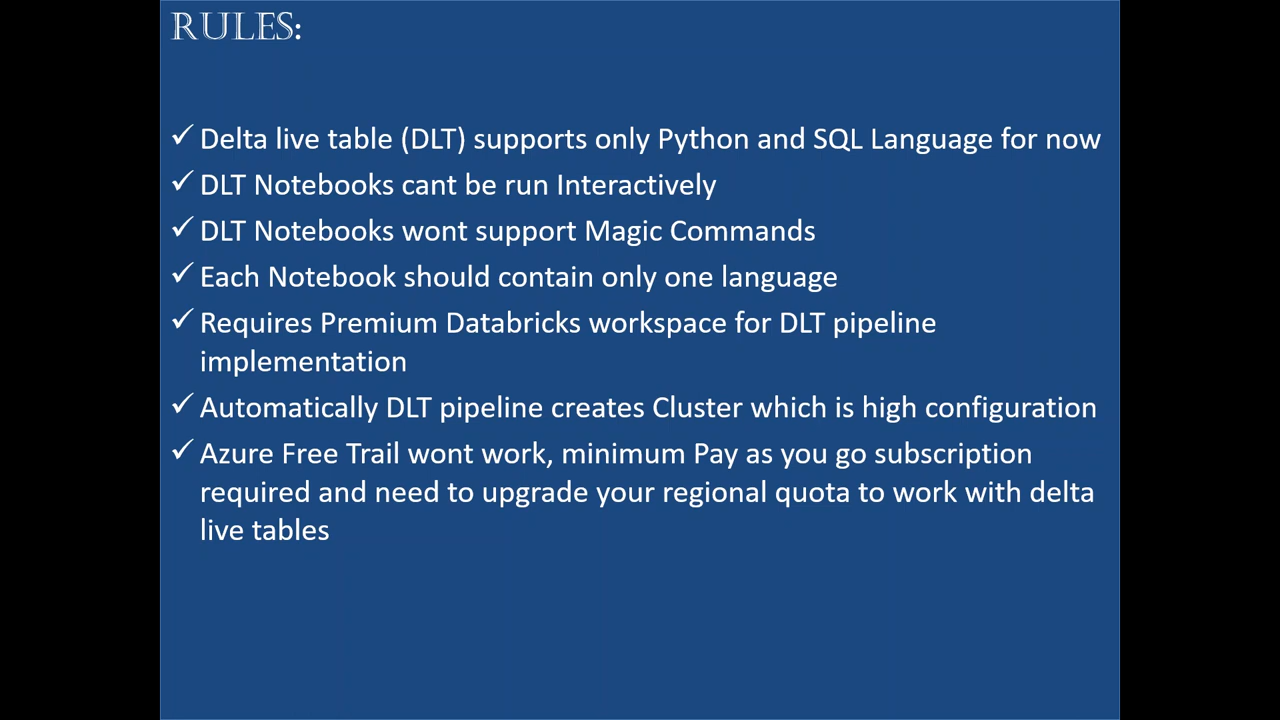 RULES:
✓ Delta live table (DLT) supports only Python and SQL Language for now
✓ DLT Notebooks cant be run Interactively
✓ DLT Notebooks wont support Magic Commands
✓ Each Notebook should contain only one language
✓ Requires Premium Databricks workspace for DLT pipeline
implementation
✓ Automatically DLT pipeline creates Cluster which is high configuration
✓ Azure Free Trail wont work, minimum Pay as you go subscription
required and need to upgrade your regional quota to work with delta
live tables